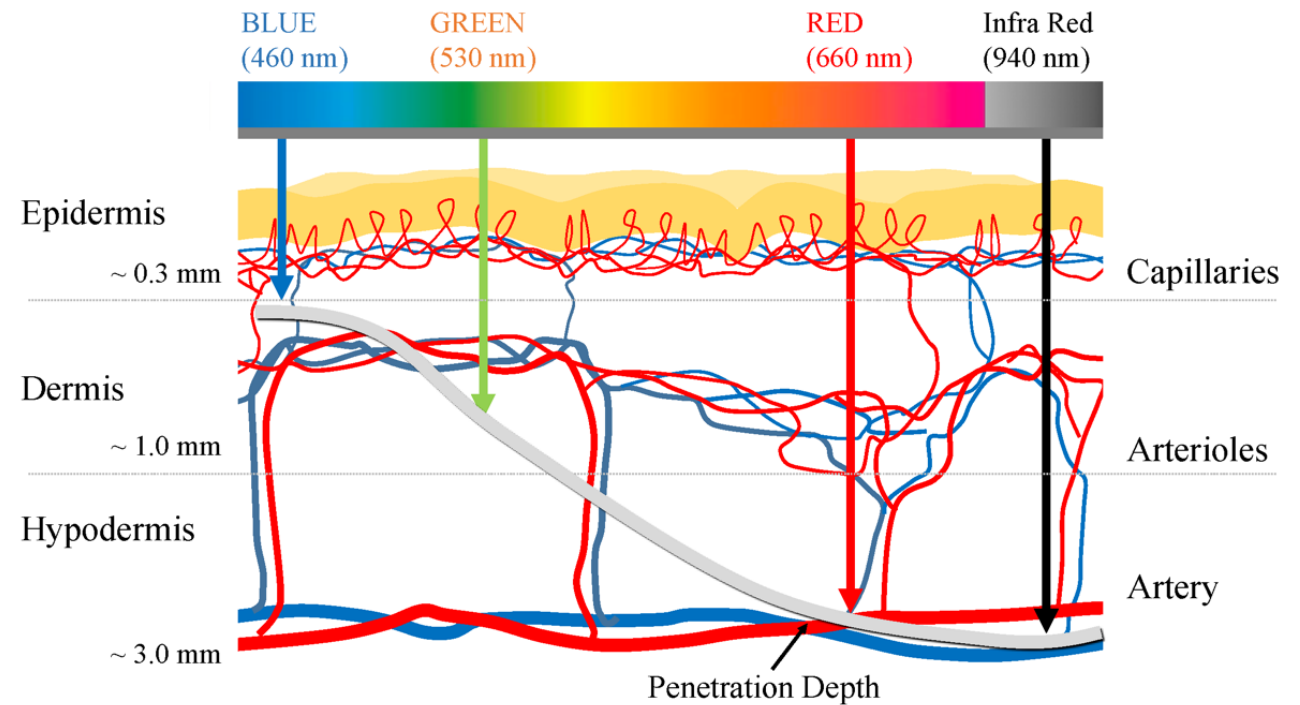 BLUE
(460 nm)
GREEN
(530 nm)
RED
(660 nm)
Infra Red
(940 nm)
Epidermis
~ 0.3 mm
Capillaries
Dermis
~ 1.0 mm
Arterioles
Hypodermis
Artery
~ 3.0 mm
Penetration Depth